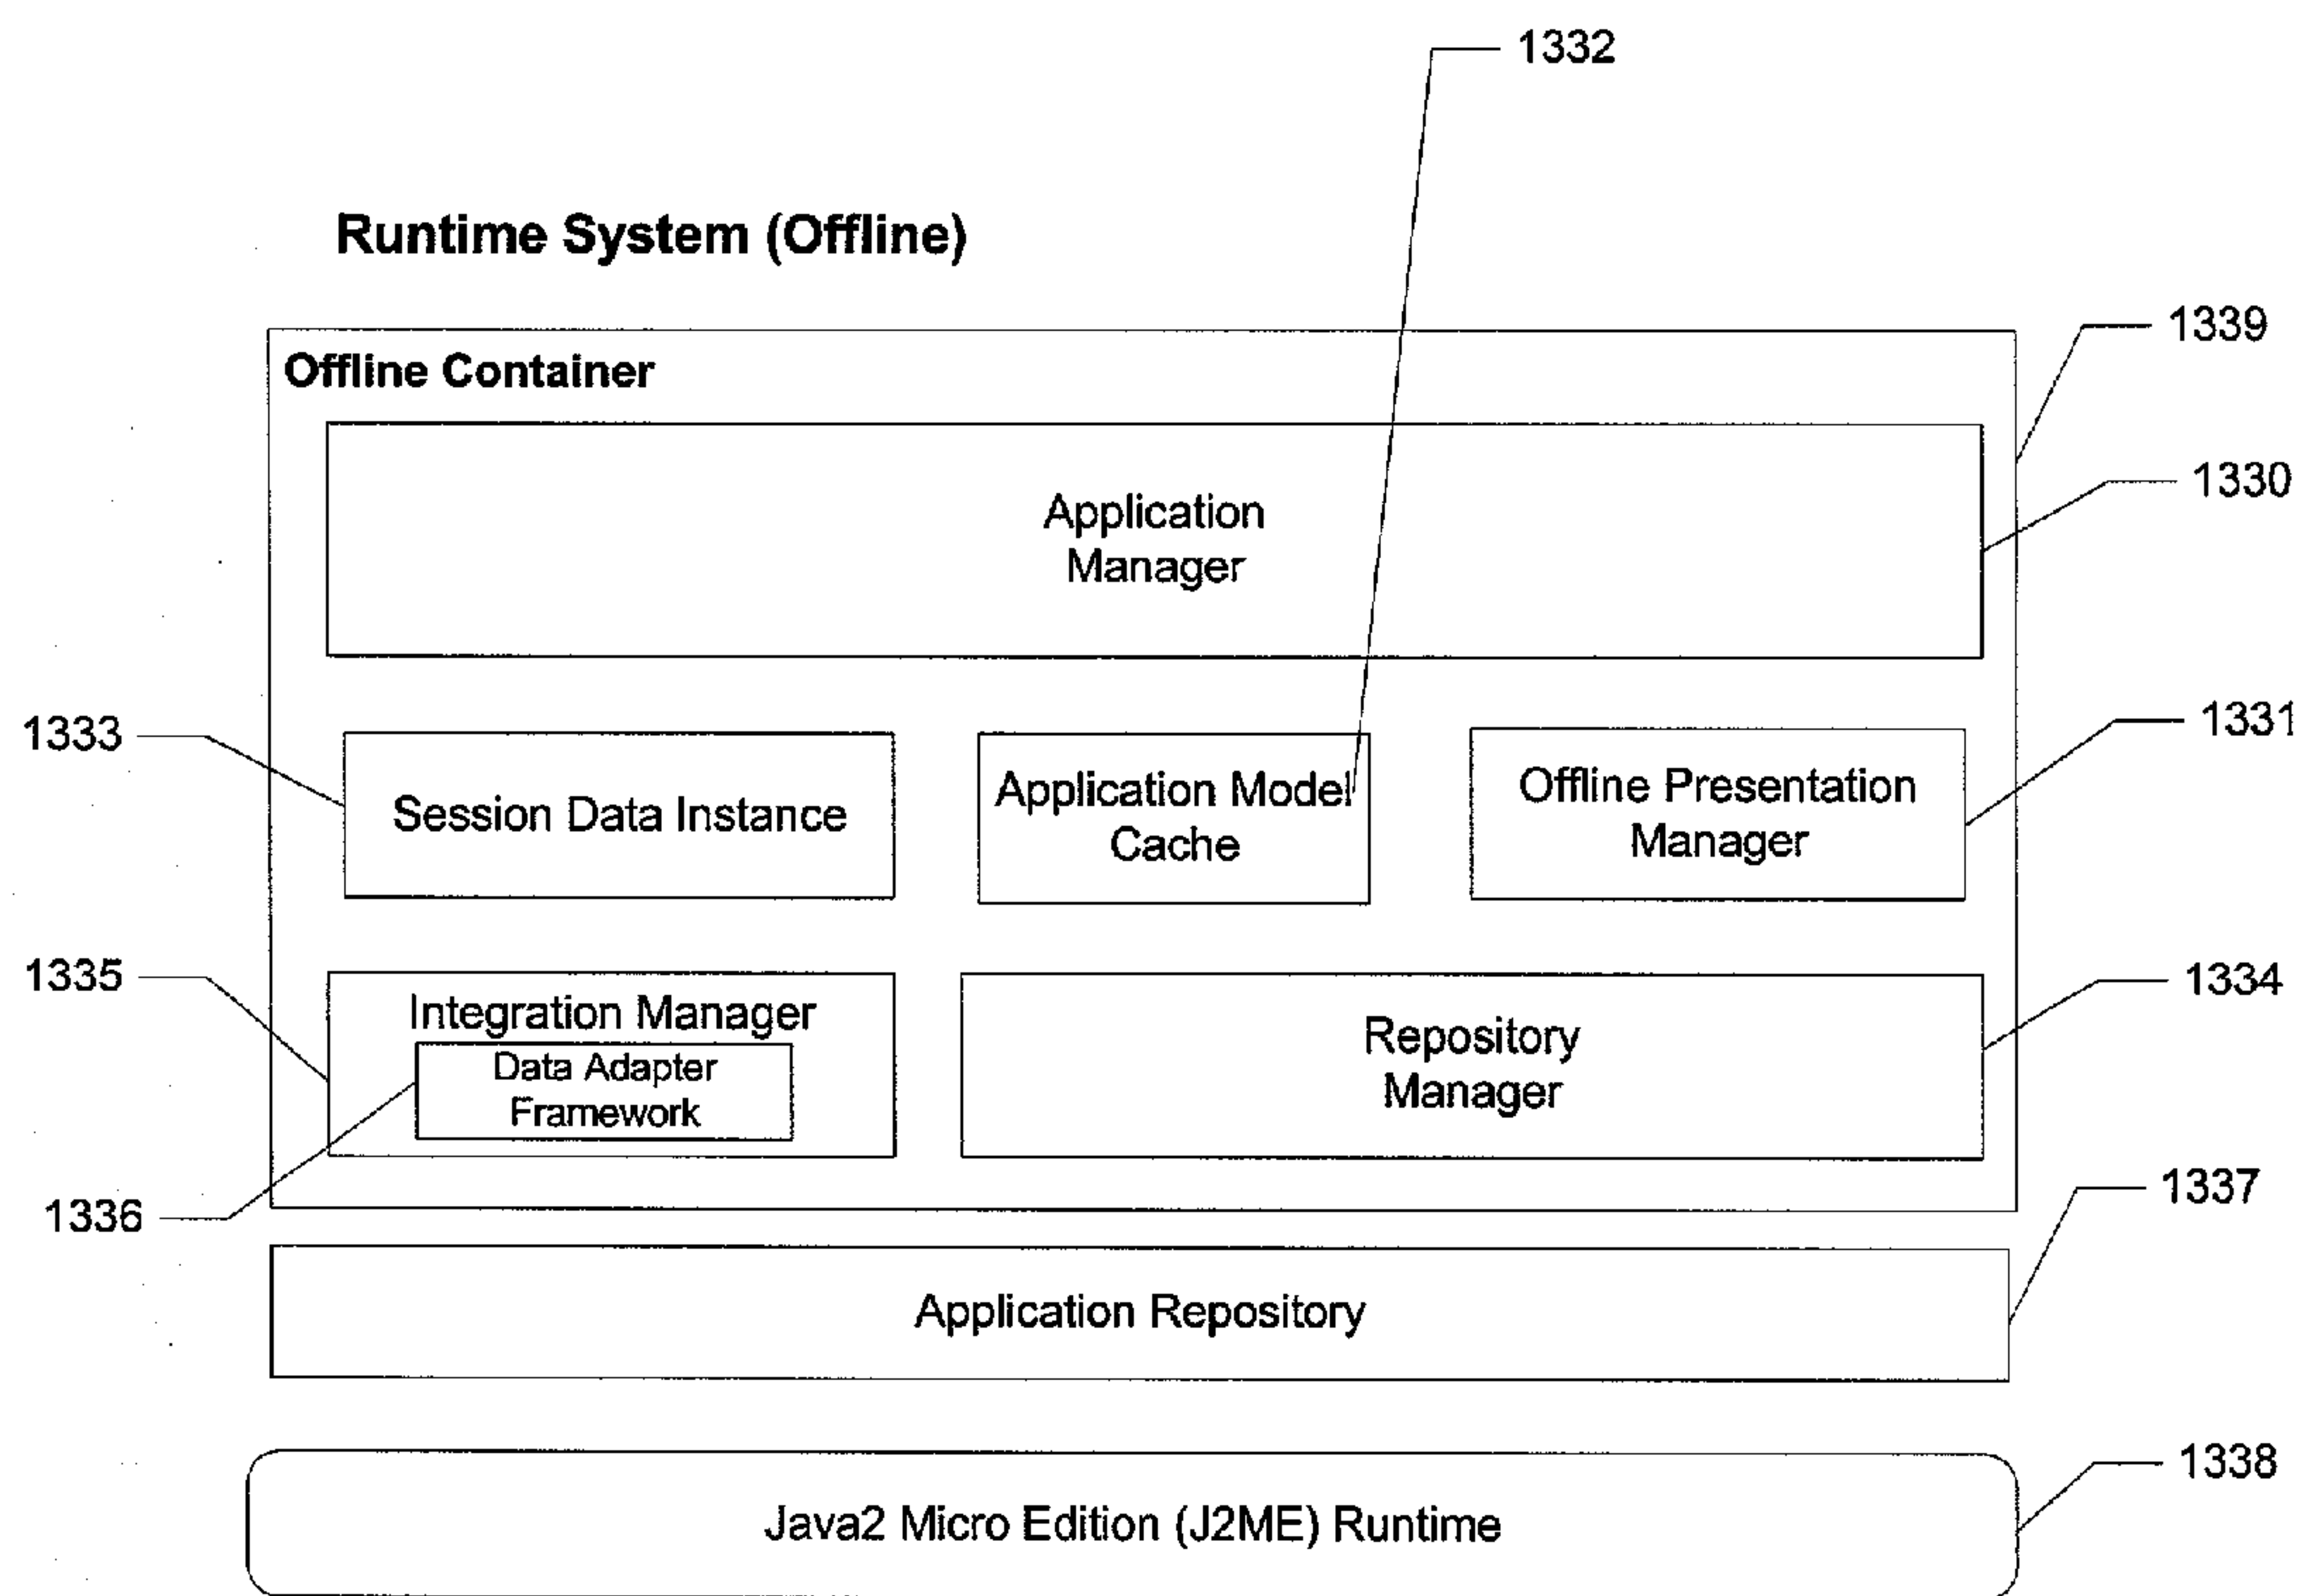 1332
Runtime System (Offline)
1339
Offline Container
1330
Application
Manager
1333
1331
Session Data Instance
Application Model
Cache
Offline Presentation
Manager
1335
1334
Integration Manager
Data Adapter
Framework
Repository
Manager
1336
1337
Application Repository
1338
Java2 Micro Edition (J2ME) Runtime